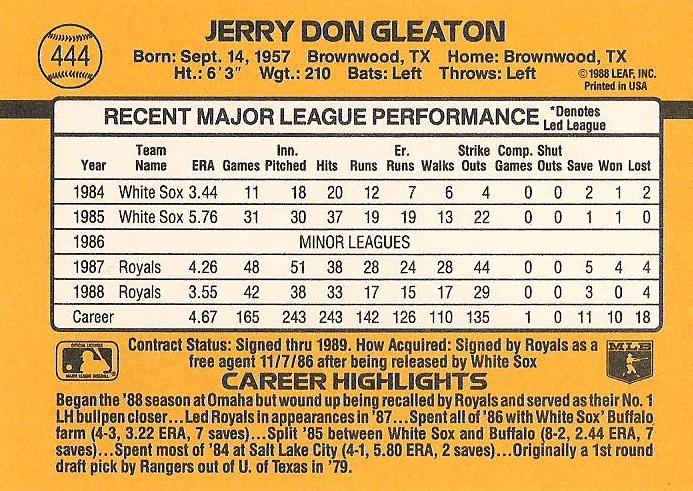 444
JERRY DON GLEATON
Born: Sept. 14, 1957 Brownwood, TX Home: Brownwood, TX
Ht.: 6'3" Wgt.: 210 Bats: Left Throws: Left
©1988 LEAF, INC.
Printed in USA
RECENT MAJOR LEAGUE PERFORMANCE *Denotes
Led League
Year Team Name ERA Games Inn. Pitched Hits Runs Er. Runs Walks Strike Outs Comp. Games Shut Outs Save Won Lost
1984 White Sox 3.44 11 18 20 12 7 6 4 0 0 2 1 2
1985 White Sox 5.76 31 30 37 19 19 13 22 0 0 1 1 0
1986 MINOR LEAGUES
1987 Royals 4.26 48 51 38 28 24 28 44 0 0 5 4 4
1988 Royals 3.55 42 38 33 17 15 17 29 0 0 3 0 4
Career 4.67 165 243 243 142 126 110 135 1 0 11 10 18
Contract Status: Signed thru 1989. How Acquired: Signed by Royals as a
free agent 11/7/86 after being released by White Sox
MLB
CAREER HIGHLIGHTS
Began the '88 season at Omaha but wound up being recalled by Royals and served as their No. 1
LH bullpen closer...Led Royals in appearances in '87...Spent all of '86 with White Sox' Buffalo
farm (4-3, 3.22 ERA, 7 saves)...Split '85 between White Sox and Buffalo (8-2, 2.44 ERA, 7
saves)...Spent most of '84 at Salt Lake City (4-1, 5.80 ERA, 2 saves)...Originally a 1st round
draft pick by Rangers out of U. of Texas in '79.